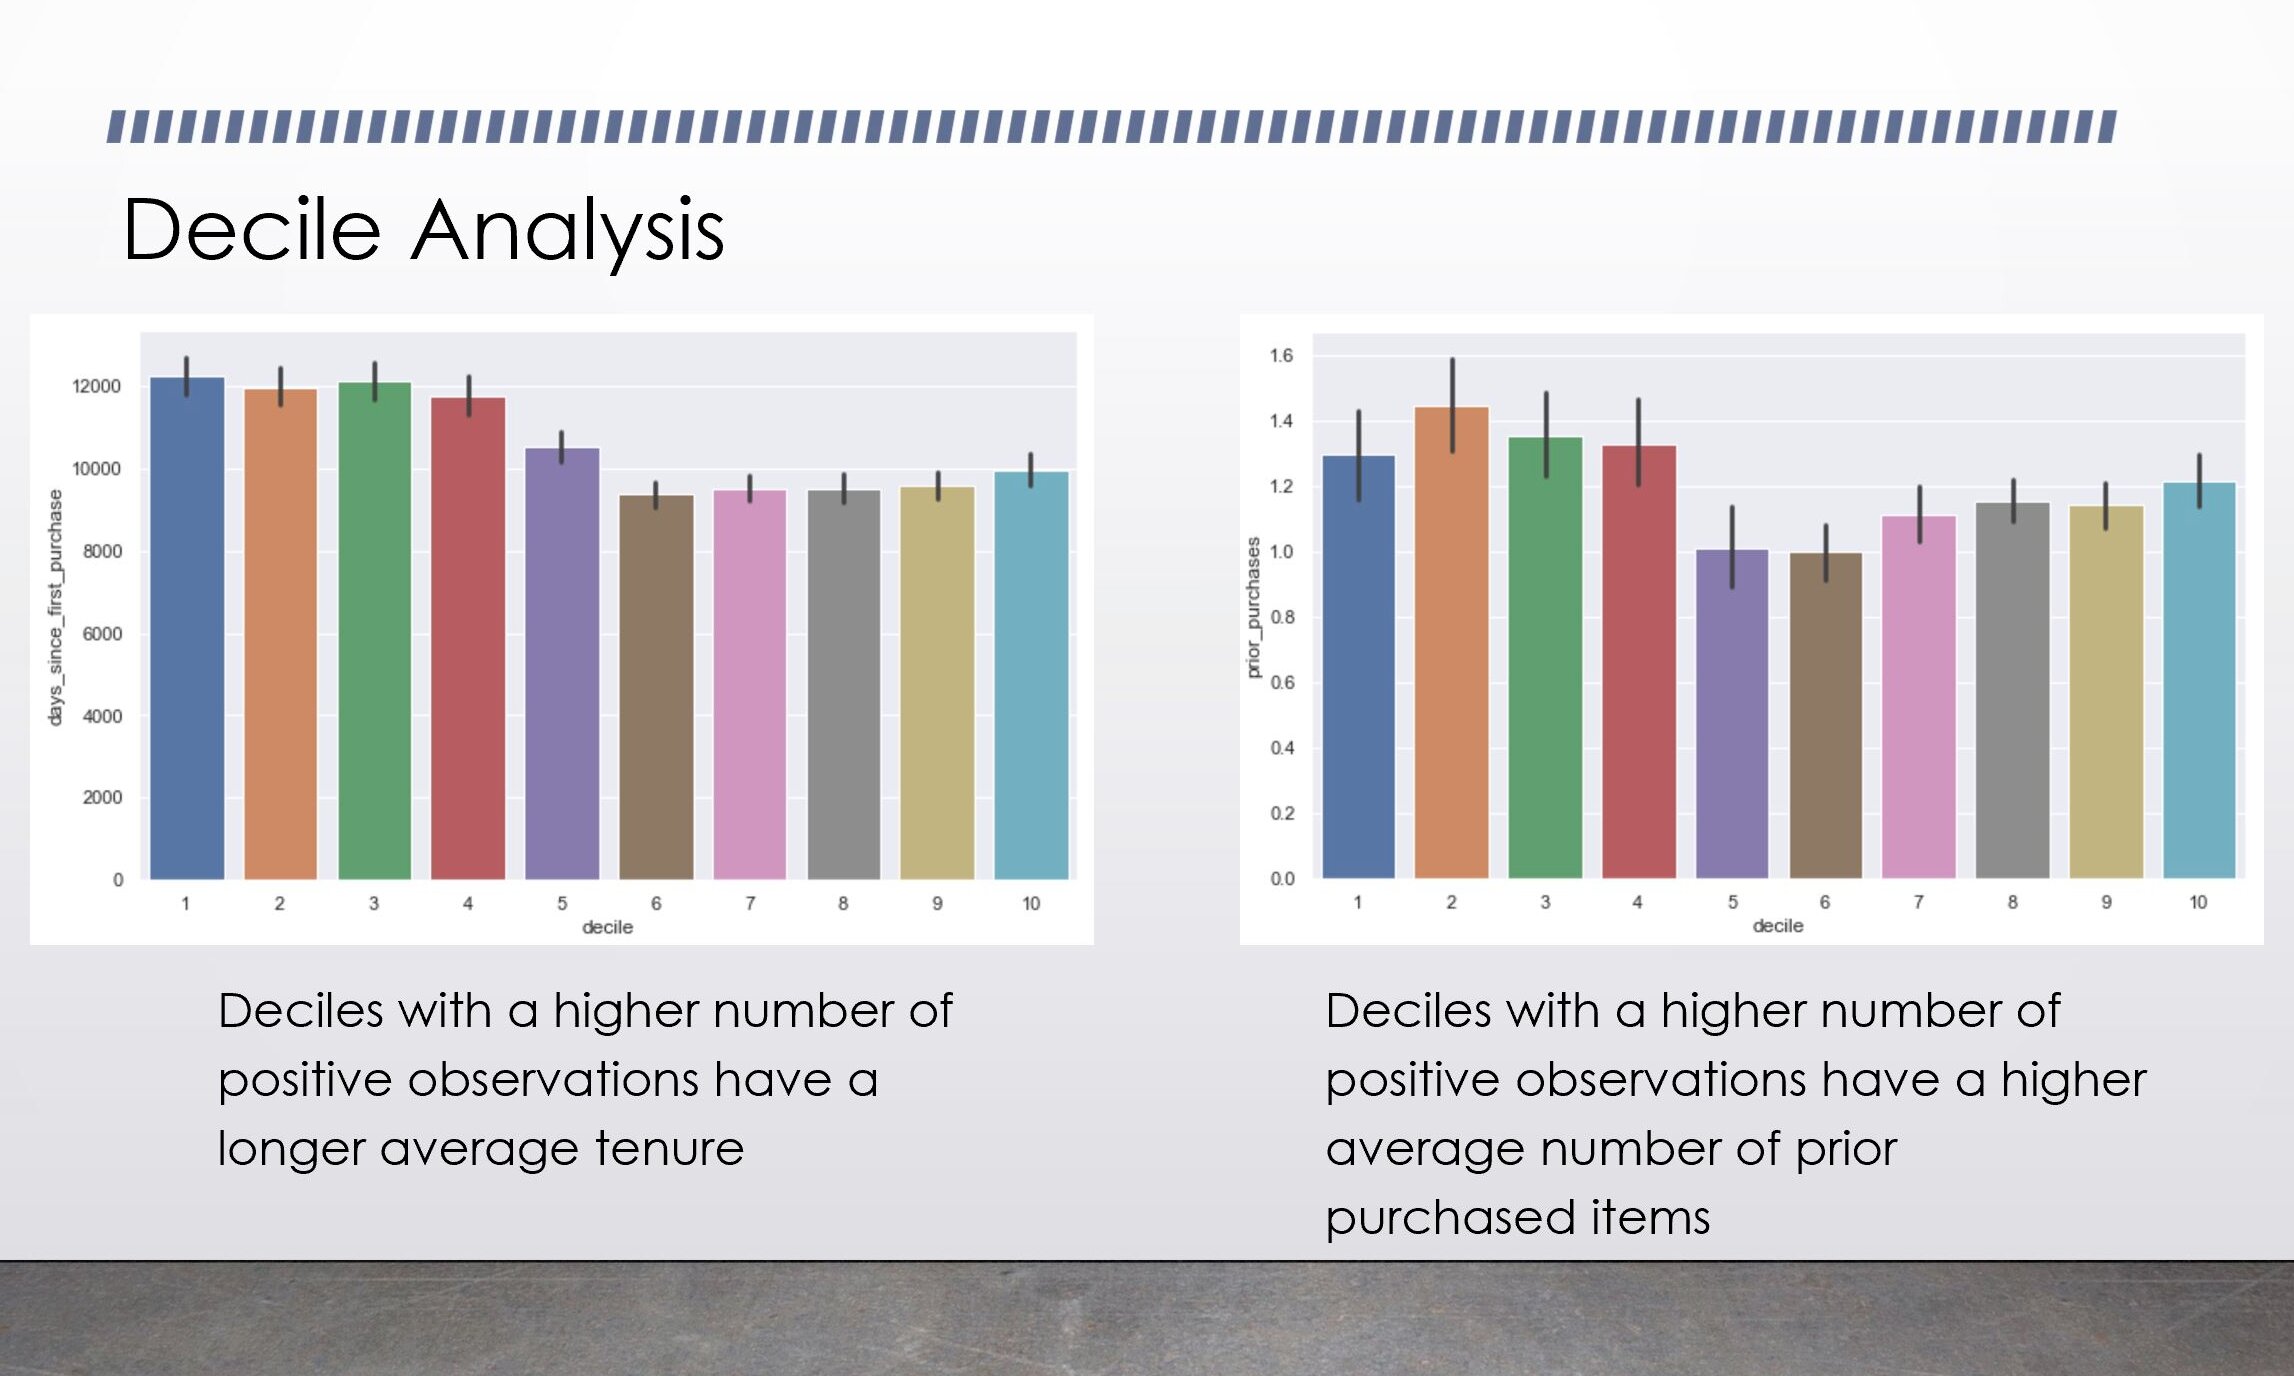 Decile Analysis
12000
10000
8000
6000
4000
2000
0
days_since_first_purchase
1 2 3 4 5 6 7 8 9 10
decile
1.6
1.4
1.2
1.0
0.8
0.6
0.4
0.2
0.0
prior_purchases
1 2 3 4 5 6 7 8 9 10
decile
Deciles with a higher number of
positive observations have a
longer average tenure
Deciles with a higher number of
positive observations have a higher
average number of prior
purchased items